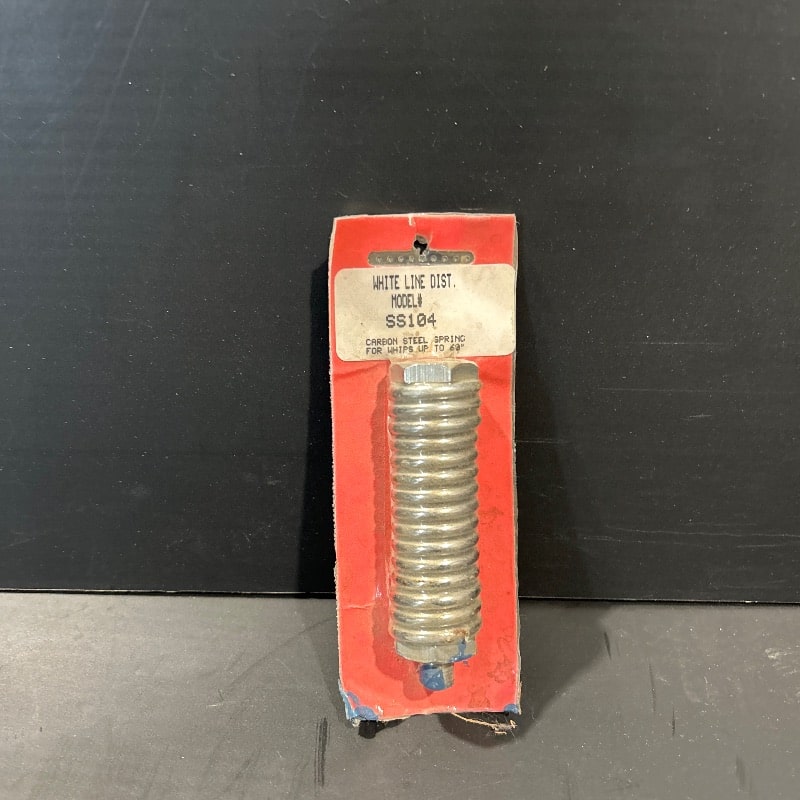 WHITE LINE DIST.
MODEL#
SS104
CARBON STEEL SPRING
FOR WHIPS UP TO 60"